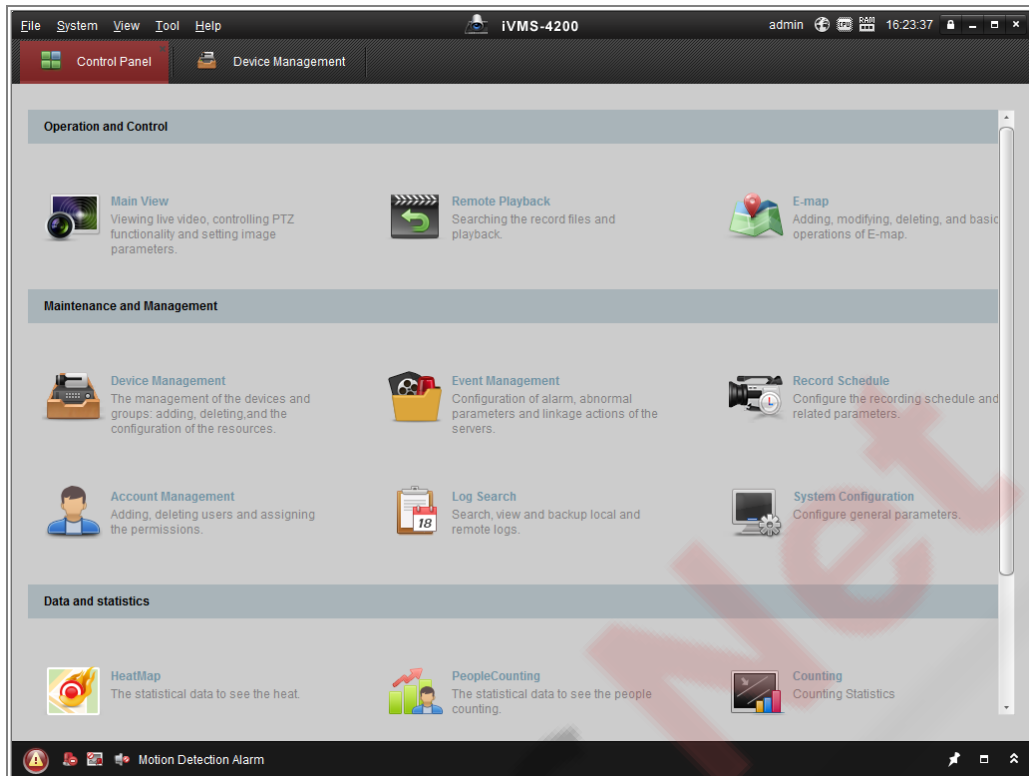 File System View Tool Help iVMS-4200 admin CPU RAM 16:23:37
Control Panel Device Management
Operation and Control
Main View
Viewing live video, controlling PTZ
functionality and setting image
parameters.
Remote Playback
Searching the record files and
playback.
E-map
Adding, modifying, deleting, and basic
operations of E-map.
Maintenance and Management
Device Management
The management of the devices and
groups: adding, deleting,and the
configuration of the resources.
Event Management
Configuration of alarm, abnormal
parameters and linkage actions of the
servers.
Record Schedule
Configure the recording schedule and
related parameters.
Account Management
Adding, deleting users and assigning
the permissions.
Log Search
Search, view and backup local and
remote logs.
18
System Configuration
Configure general parameters.
Data and statistics
HeatMap
The statistical data to see the heat.
PeopleCounting
The statistical data to see the people
counting.
Counting
Counting Statistics
Net
Motion Detection Alarm